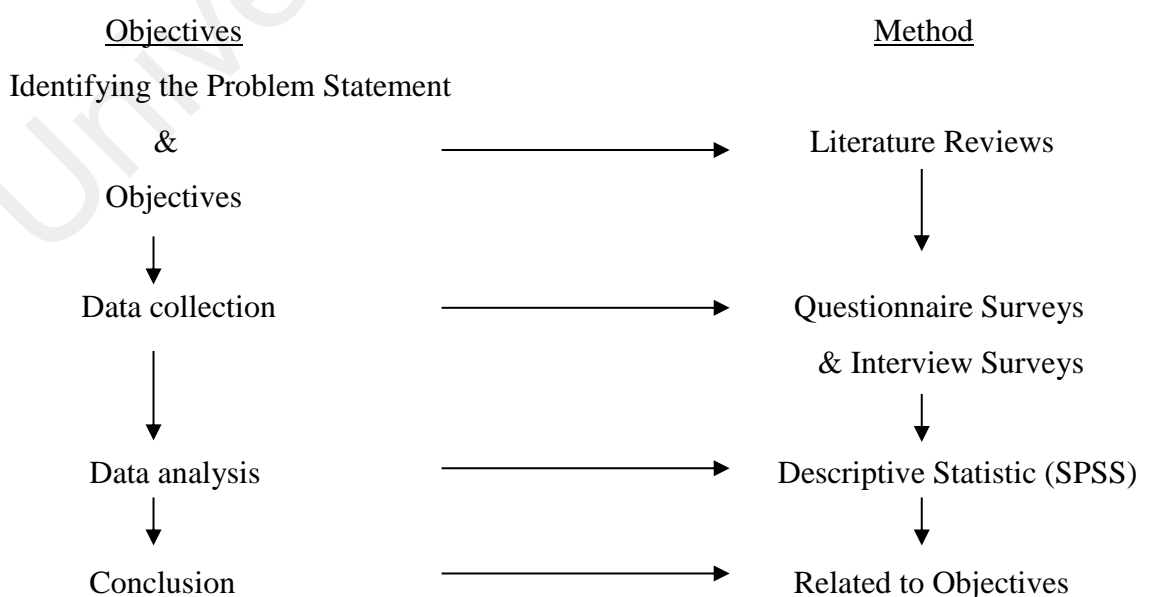 Objectives Method
Identifying the Problem Statement
& Literature Reviews
Objectives
Data collection Questionnaire Surveys
& Interview Surveys
Data analysis Descriptive Statistic (SPSS)
Conclusion Related to Objectives
Unive